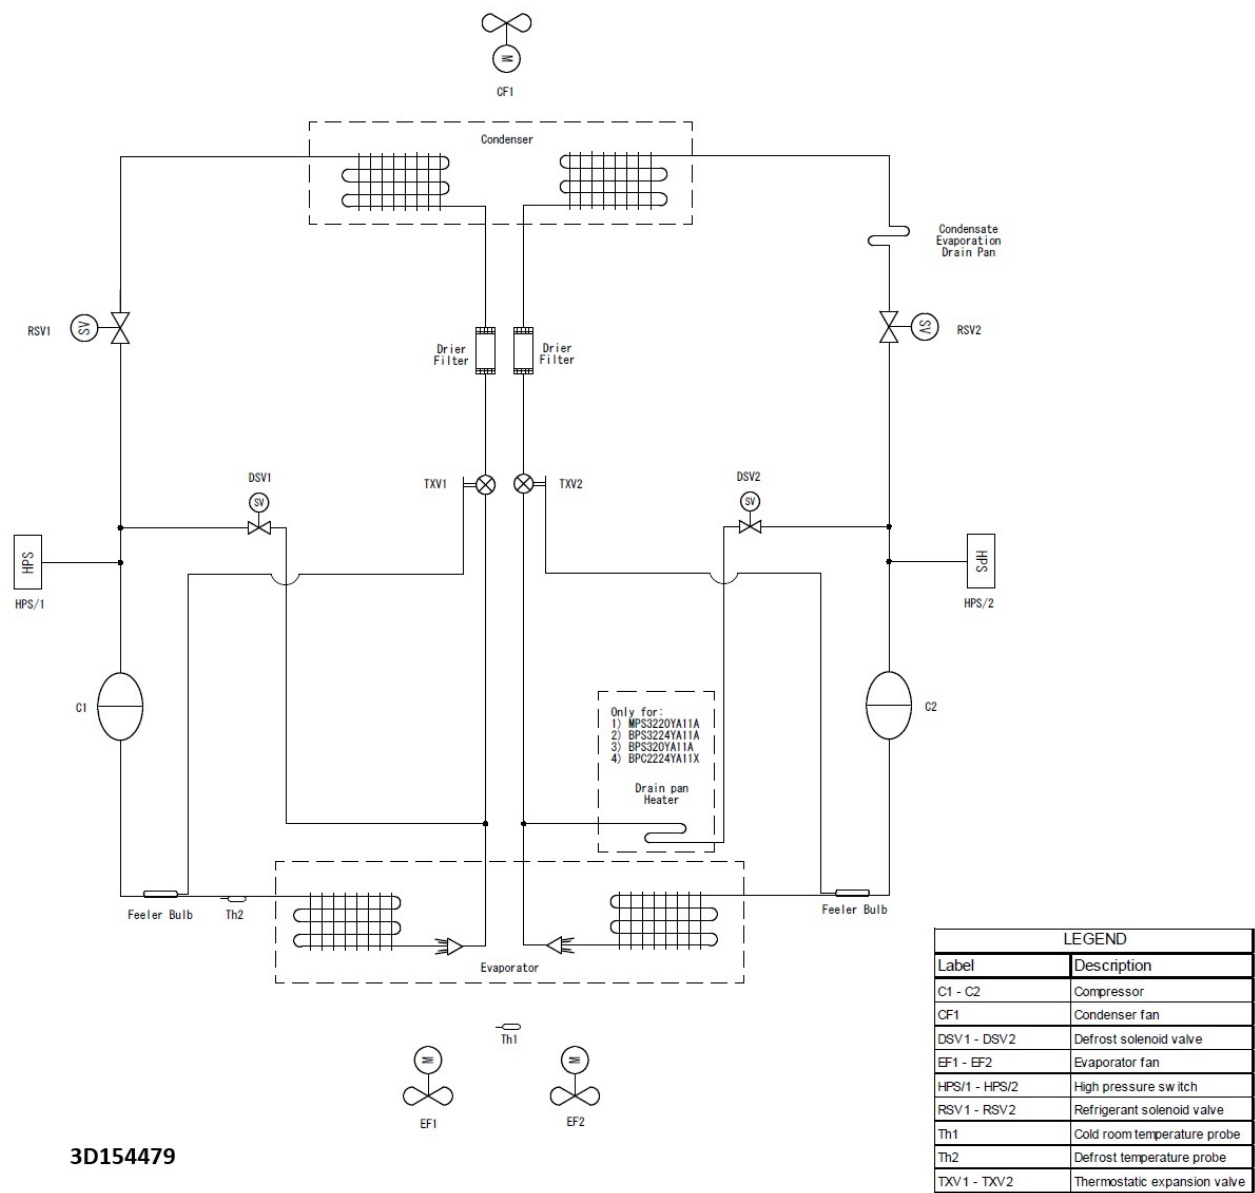 M
CF1
Condenser
Condensate
Evaporation
Drain Pan
RSV1
SV
SV
RSV2
Drier
Filter
Drier
Filter
DSV1
SV
TXV1
TXV2
DSV2
SV
HPS
HPS/1
HPS
HPS/2
C1
C2
Only for:
1) MPS3220YA11A
2) BPS3224YA11A
3) BPS320YA11A
4) BPC2224YA11X
Drain pan
Heater
Feeler Bulb
Th2
Feeler Bulb
Evaporator
Th1
M
EF1
M
EF2
LEGEND
Label Description
C1 - C2 Compressor
CF1 Condenser fan
DSV1 - DSV2 Defrost solenoid valve
EF1 - EF2 Evaporator fan
HPS/1 - HPS/2 High pressure switch
RSV1 - RSV2 Refrigerant solenoid valve
Th1 Cold room temperature probe
Th2 Defrost temperature probe
TXV1 - TXV2 Thermostatic expansion valve
3D154479